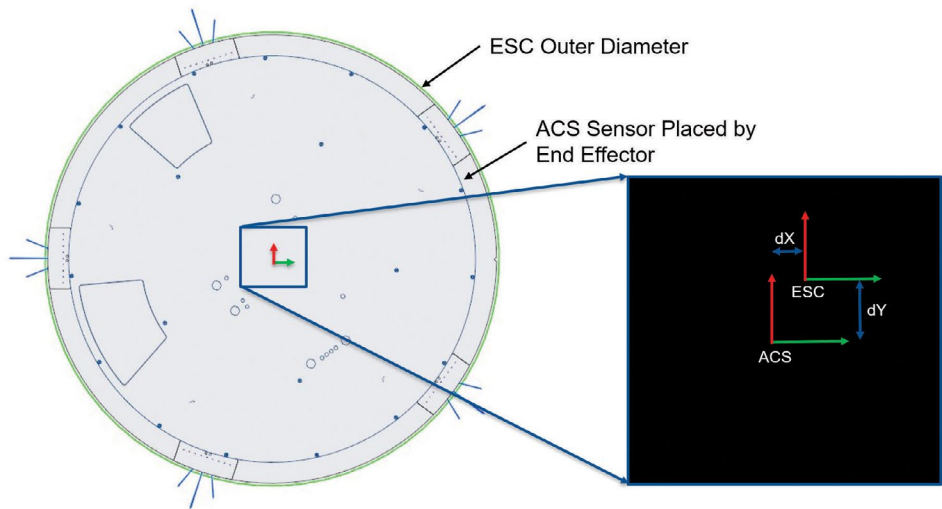 ESC Outer Diameter
ACS Sensor Placed by
End Effector
dX
ESC
dY
ACS